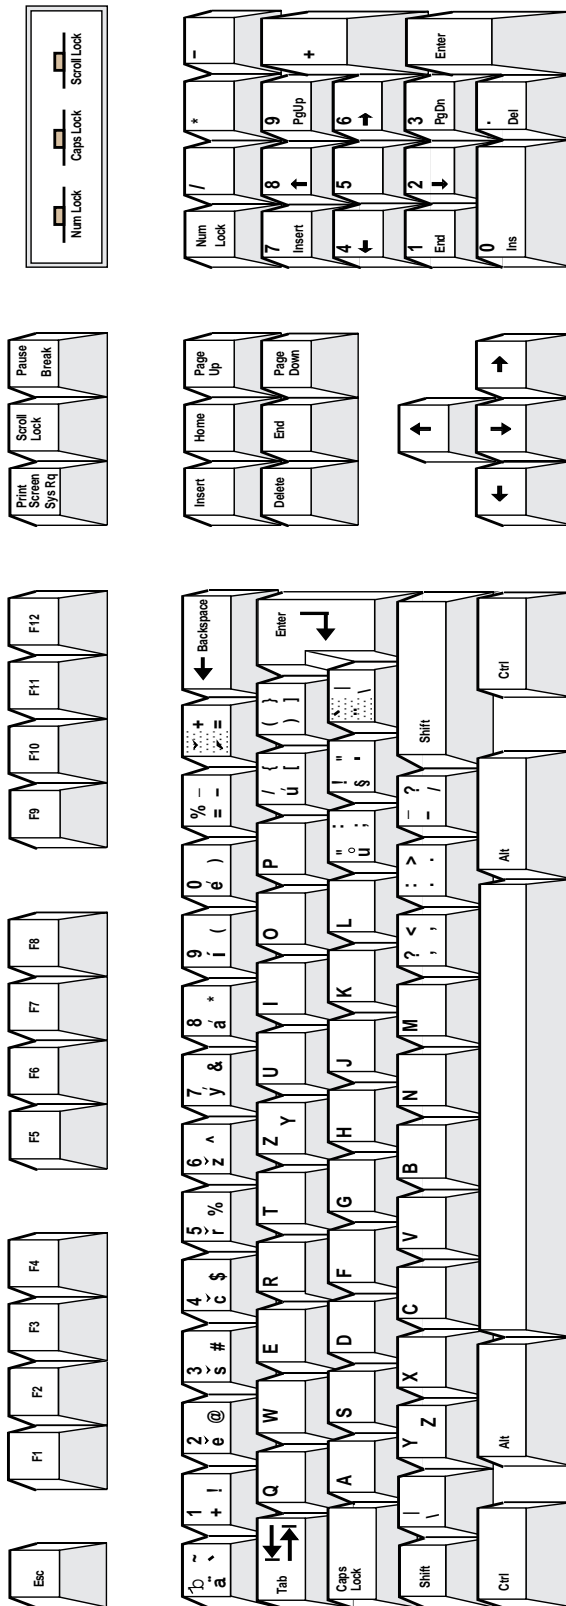 Esc
F1
F2
F3
F4
F5
F6
F7
F8
F9
F10
F11
F12
Print
Screen
Sys Rq
Scroll
Lock
Pause
Break
Num Lock
Caps Lock
Scroll Lock
~
ä `
1
+ !
2
ě @
3
š #
4
č $
5
ř %
6
ž ^
7
ý &
8
á *
9
í (
0
é )
% _
= -
ˇ +
´ =
← Backspace
Insert
Home
Page
Up
Num
Lock
/
*
-
Tab
Q
W
E
R
T
Z
Y
U
I
O
P
/ {
ú [
( }
) ]
Enter
Delete
End
Page
Down
7
Insert
8
↑
9
PgUp
+
Caps
Lock
A
S
D
F
G
H
J
K
L
" :
ů ;
! "
§ '
` |
¨ \
4
←
5
6
→
Shift
|
\
Y
Z
X
C
V
B
N
M
? <
, ,
: >
. .
_ ?
- /
Shift
↑
1
End
2
↓
3
PgDn
Enter
Ctrl
Alt
Alt
Ctrl
←
↓
→
0
Ins
.
Del